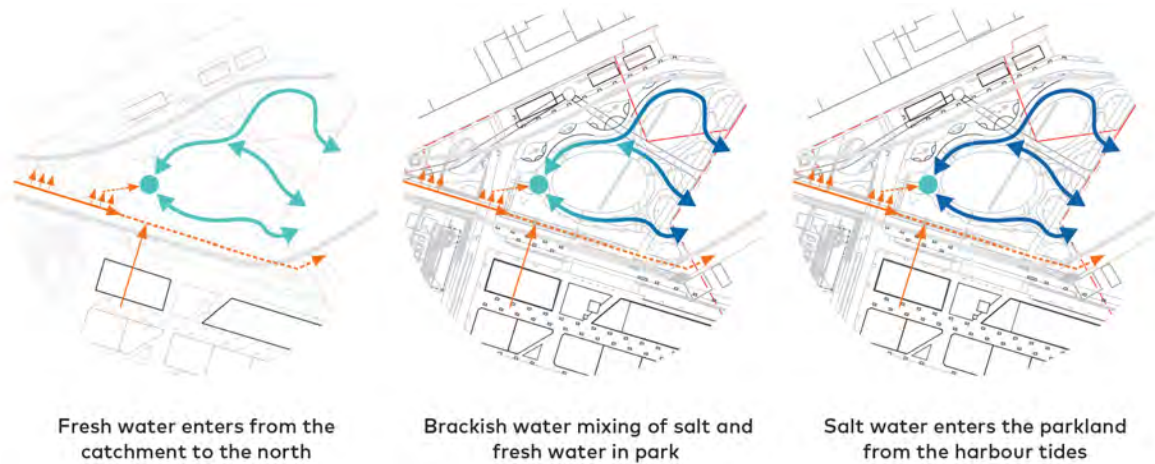 Fresh water enters from the
catchment to the north
Brackish water mixing of salt and
fresh water in park
Salt water enters the parkland
from the harbour tides